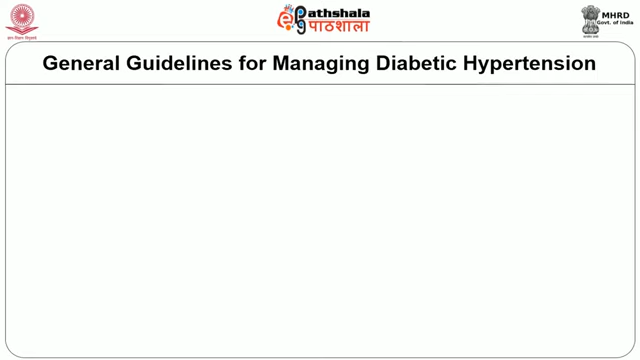 ePathshala
पाठशाला
MHRD
Govt. of India
General Guidelines for Managing Diabetic Hypertension